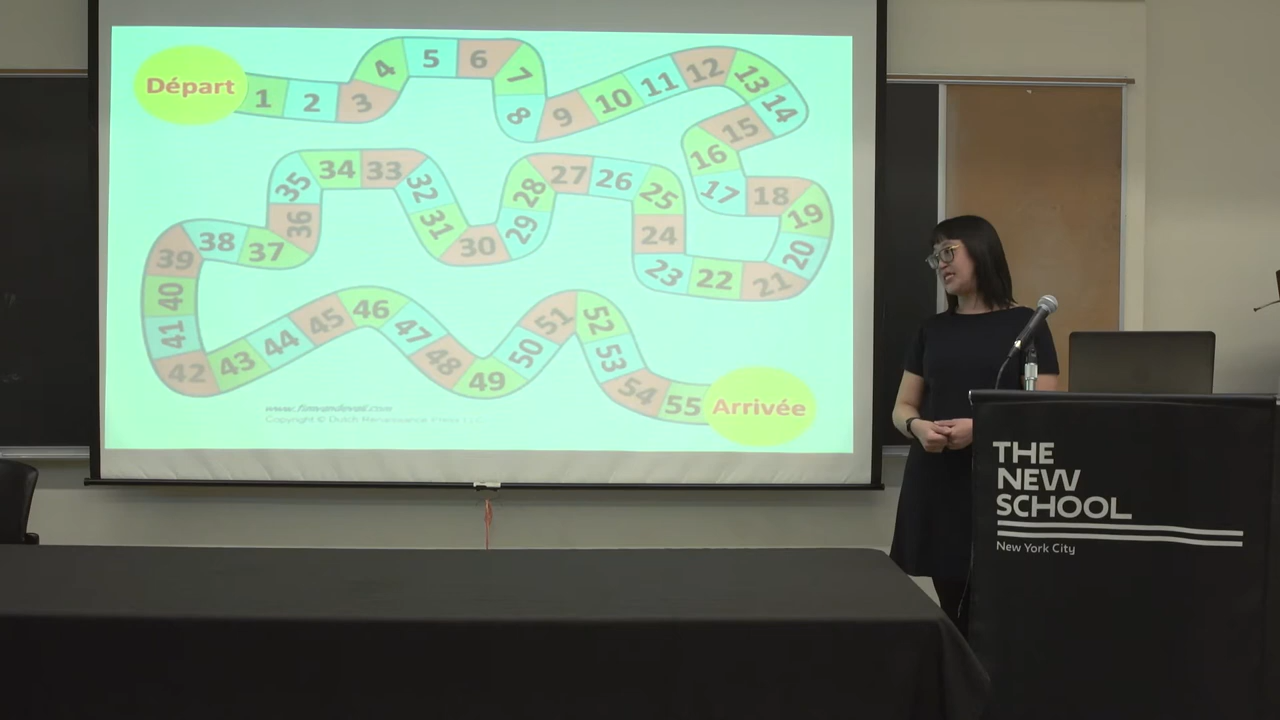 Départ
1 2 3 4 5 6 7 8 9 10 11 12 13 14 15 16 17 18 19 20 21 22 23 24 25 26 27 28 29 30 31 32 33 34 35 36 37 38 39 40 41 42 43 44 45 46 47 48 49 50 51 52 53 54 55
Arrivée
Copyright © Dutch Renaissance
THE
NEW
SCHOOL
New York City